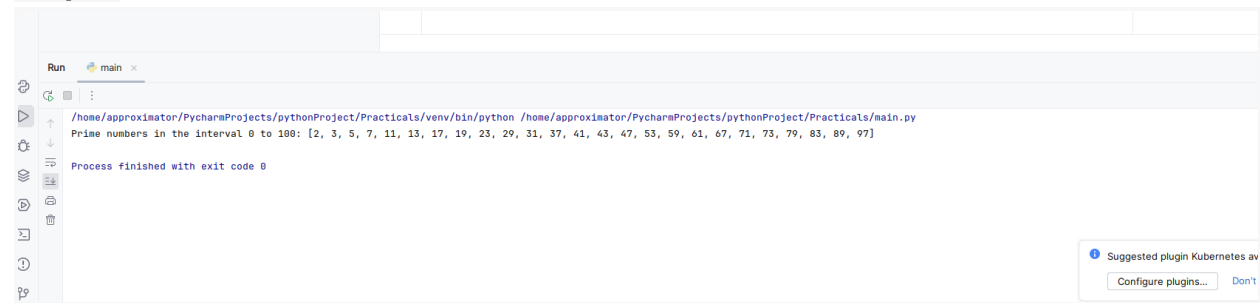 Run main
/home/approximator/PycharmProjects/pythonProject/Practicals/venv/bin/python /home/approximator/PycharmProjects/pythonProject/Practicals/main.py
Prime numbers in the interval 0 to 100: [2, 3, 5, 7, 11, 13, 17, 19, 23, 29, 31, 37, 41, 43, 47, 53, 59, 61, 67, 71, 73, 79, 83, 89, 97]
Process finished with exit code 0
Suggested plugin Kubernetes av
Configure plugins... Don't